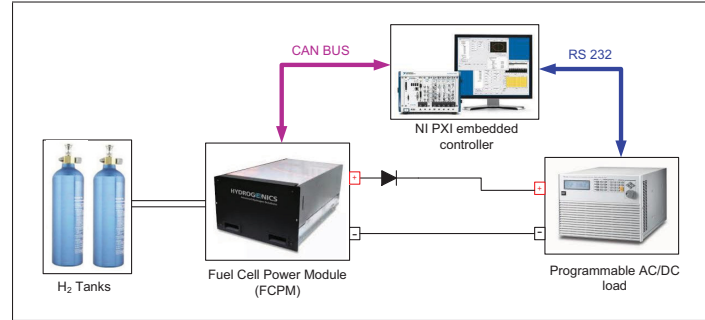 CAN BUS
RS 232
NI PXI embedded
controller
HYDROGENICS
+
+
−
−
H₂ Tanks
Fuel Cell Power Module
(FCPM)
Programmable AC/DC
load